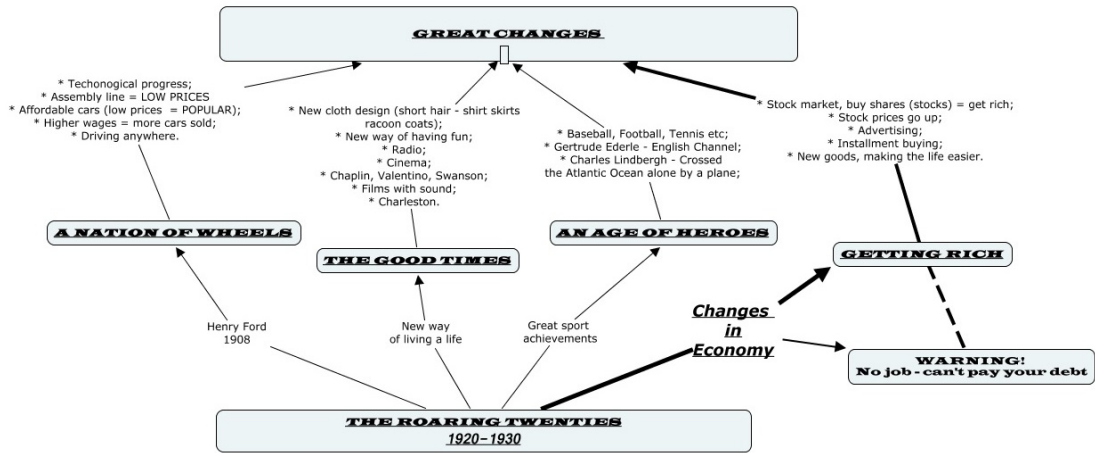 GREAT CHANGES
* Techonogical progress;
* Assembly line = LOW PRICES
* Affordable cars (low prices = POPULAR);
* Higher wages = more cars sold;
* Driving anywhere.
* New cloth design (short hair - shirt skirts
racoon coats);
* New way of having fun;
* Radio;
* Cinema;
* Chaplin, Valentino, Swanson;
* Films with sound;
* Charleston.
* Baseball, Football, Tennis etc;
* Gertrude Ederle - English Channel;
* Charles Lindbergh - Crossed
the Atlantic Ocean alone by a plane;
* Stock market, buy shares (stocks) = get rich;
* Stock prices go up;
* Advertising;
* Installment buying;
* New goods, making the life easier.
A NATION OF WHEELS
THE GOOD TIMES
AN AGE OF HEROES
GETTING RICH
Henry Ford
1908
New way
of living a life
Great sport
achievements
Changes
in
Economy
WARNING!
No job - can't pay your debt
THE ROARING TWENTIES
1920-1930